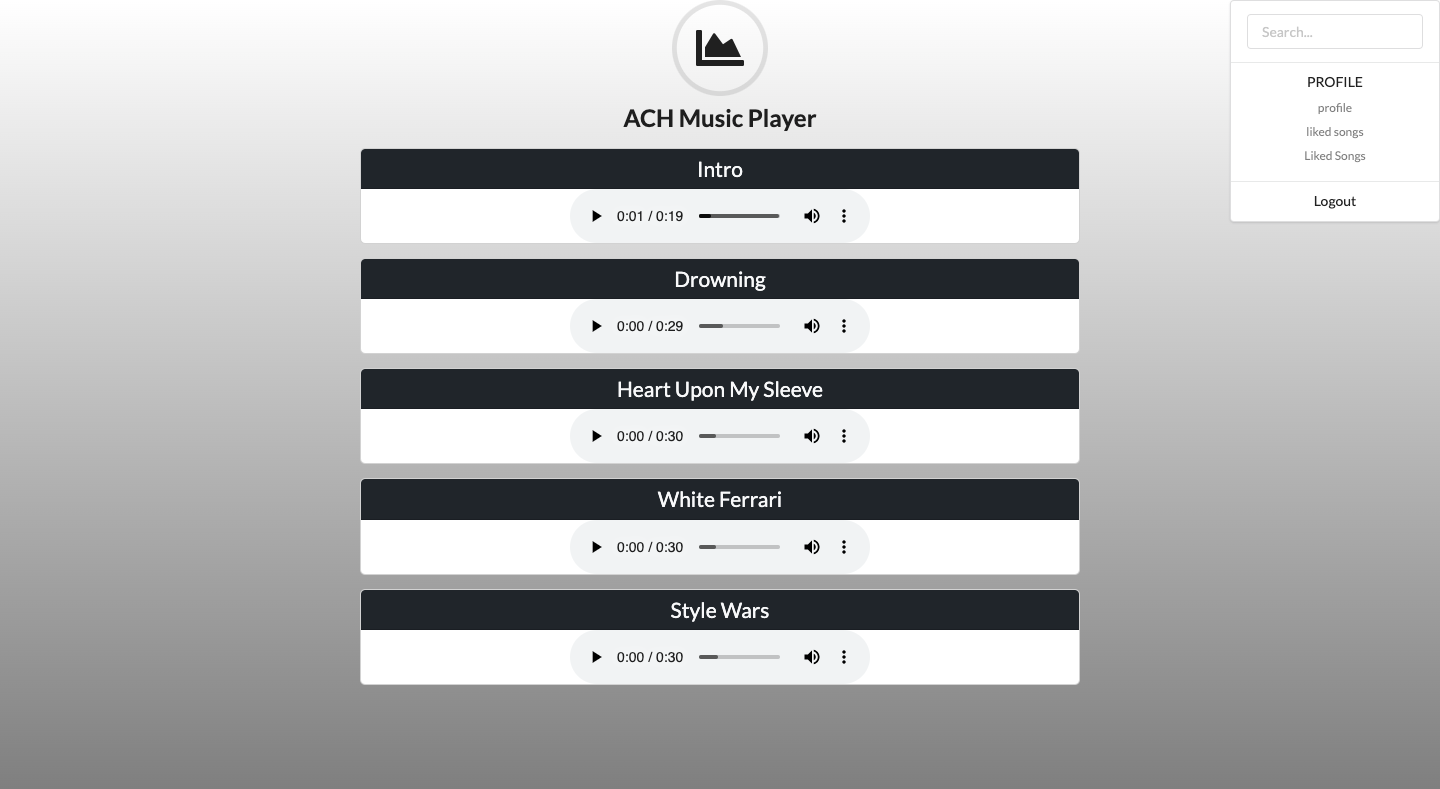 Search...
PROFILE
profile
liked songs
Liked Songs
Logout
ACH Music Player
Intro
0:01 / 0:19
Drowning
0:00 / 0:29
Heart Upon My Sleeve
0:00 / 0:30
White Ferrari
0:00 / 0:30
Style Wars
0:00 / 0:30